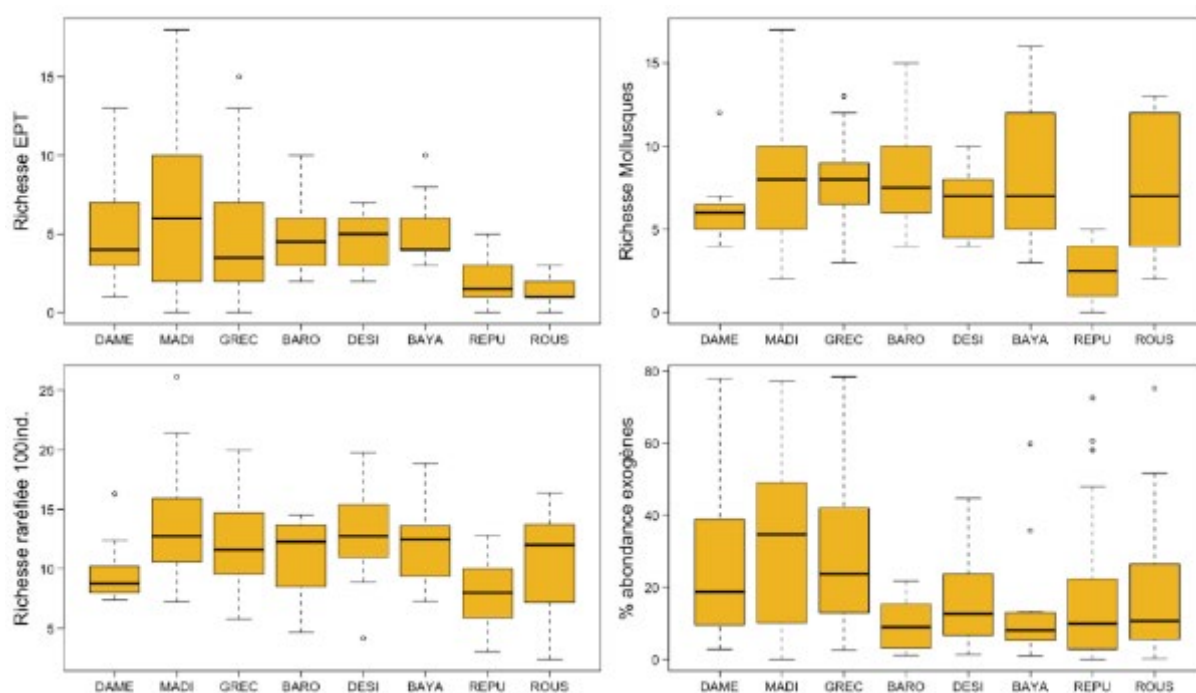 Richesse EPT
15
10
5
0
DAME MADI GREC BARO DESI BAYA REPU ROUS
Richesse Mollusques
15
10
5
0
DAME MADI GREC BARO DESI BAYA REPU ROUS
Richesse raréfiée 100ind.
25
20
15
10
5
DAME MADI GREC BARO DESI BAYA REPU ROUS
% abondance exogènes
80
60
40
20
0
DAME MADI GREC BARO DESI BAYA REPU ROUS